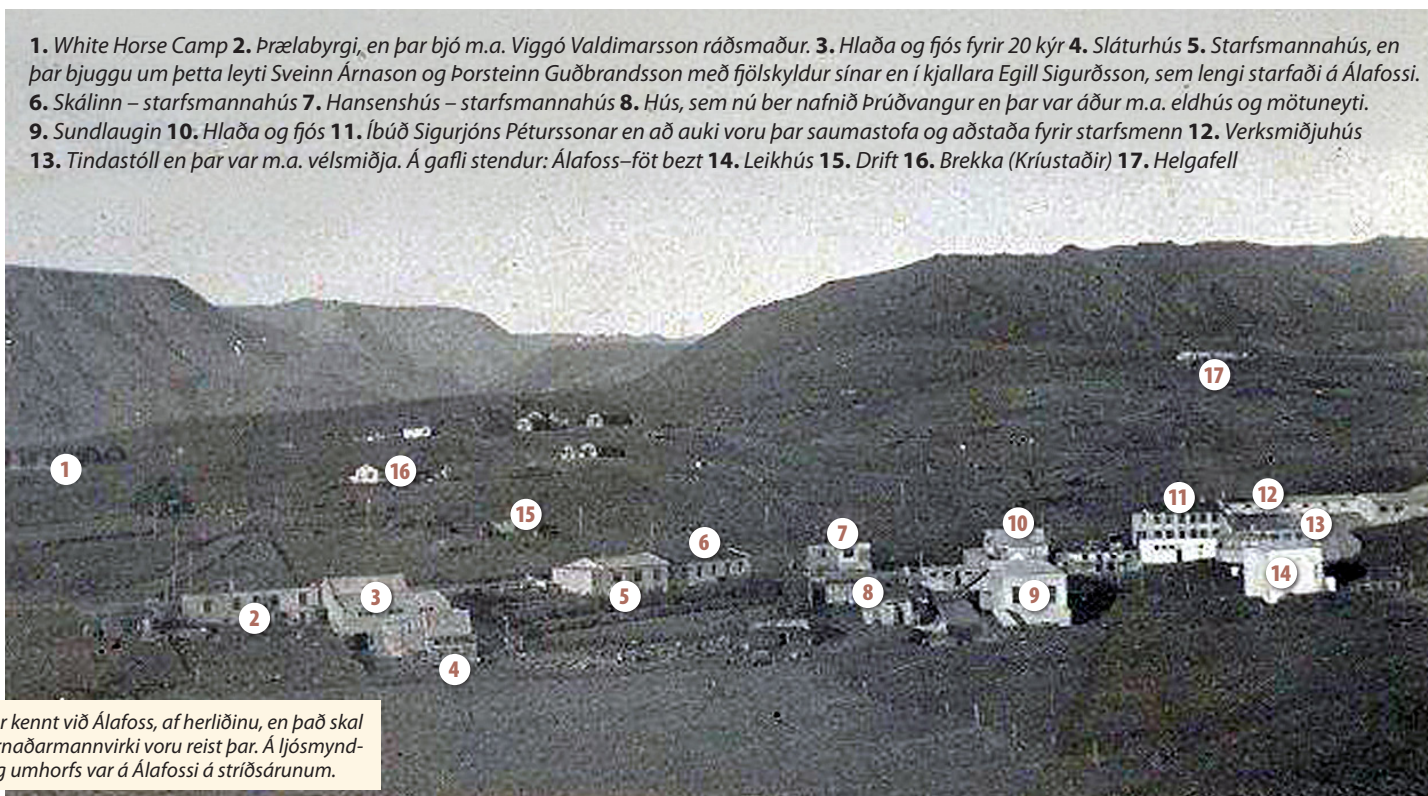 1. White Horse Camp 2. Þrælabyrgi, en þar bjó m.a. Viggó Valdimarsson ráðsmaður. 3. Hlaða og fjós fyrir 20 kýr 4. Sláturhús 5. Starfsmannahús, en
þar bjuggu um þetta leyti Sveinn Árnason og Þorsteinn Guðbrandsson með fjölskyldur sínar en í kjallara Egill Sigurðsson, sem lengi starfaði á Álafossi.
6. Skálinn – starfsmannahús 7. Hansenshús – starfsmannahús 8. Hús, sem nú ber nafnið Þrúðvangur en þar var áður m.a. eldhús og mötuneyti.
9. Sundlaugin 10. Hlaða og fjós 11. Íbúð Sigurjóns Péturssonar en að auki voru þar saumastofa og aðstaða fyrir starfsmenn 12. Verksmiðjuhús
13. Tindastóll en þar var m.a. vélsmiðja. Á gafli stendur: Álafoss–föt bezt 14. Leikhús 15. Drift 16. Brekka (Kríustaðir) 17. Helgafell
17
1
16
15
11
12
13
10
7
6
14
8
9
5
3
2
4
r kennt við Álafoss, af herliðinu, en það skal
rnaðarmannvirki voru reist þar. Á ljósmynd-
g umhorfs var á Álafossi á stríðsárunum.